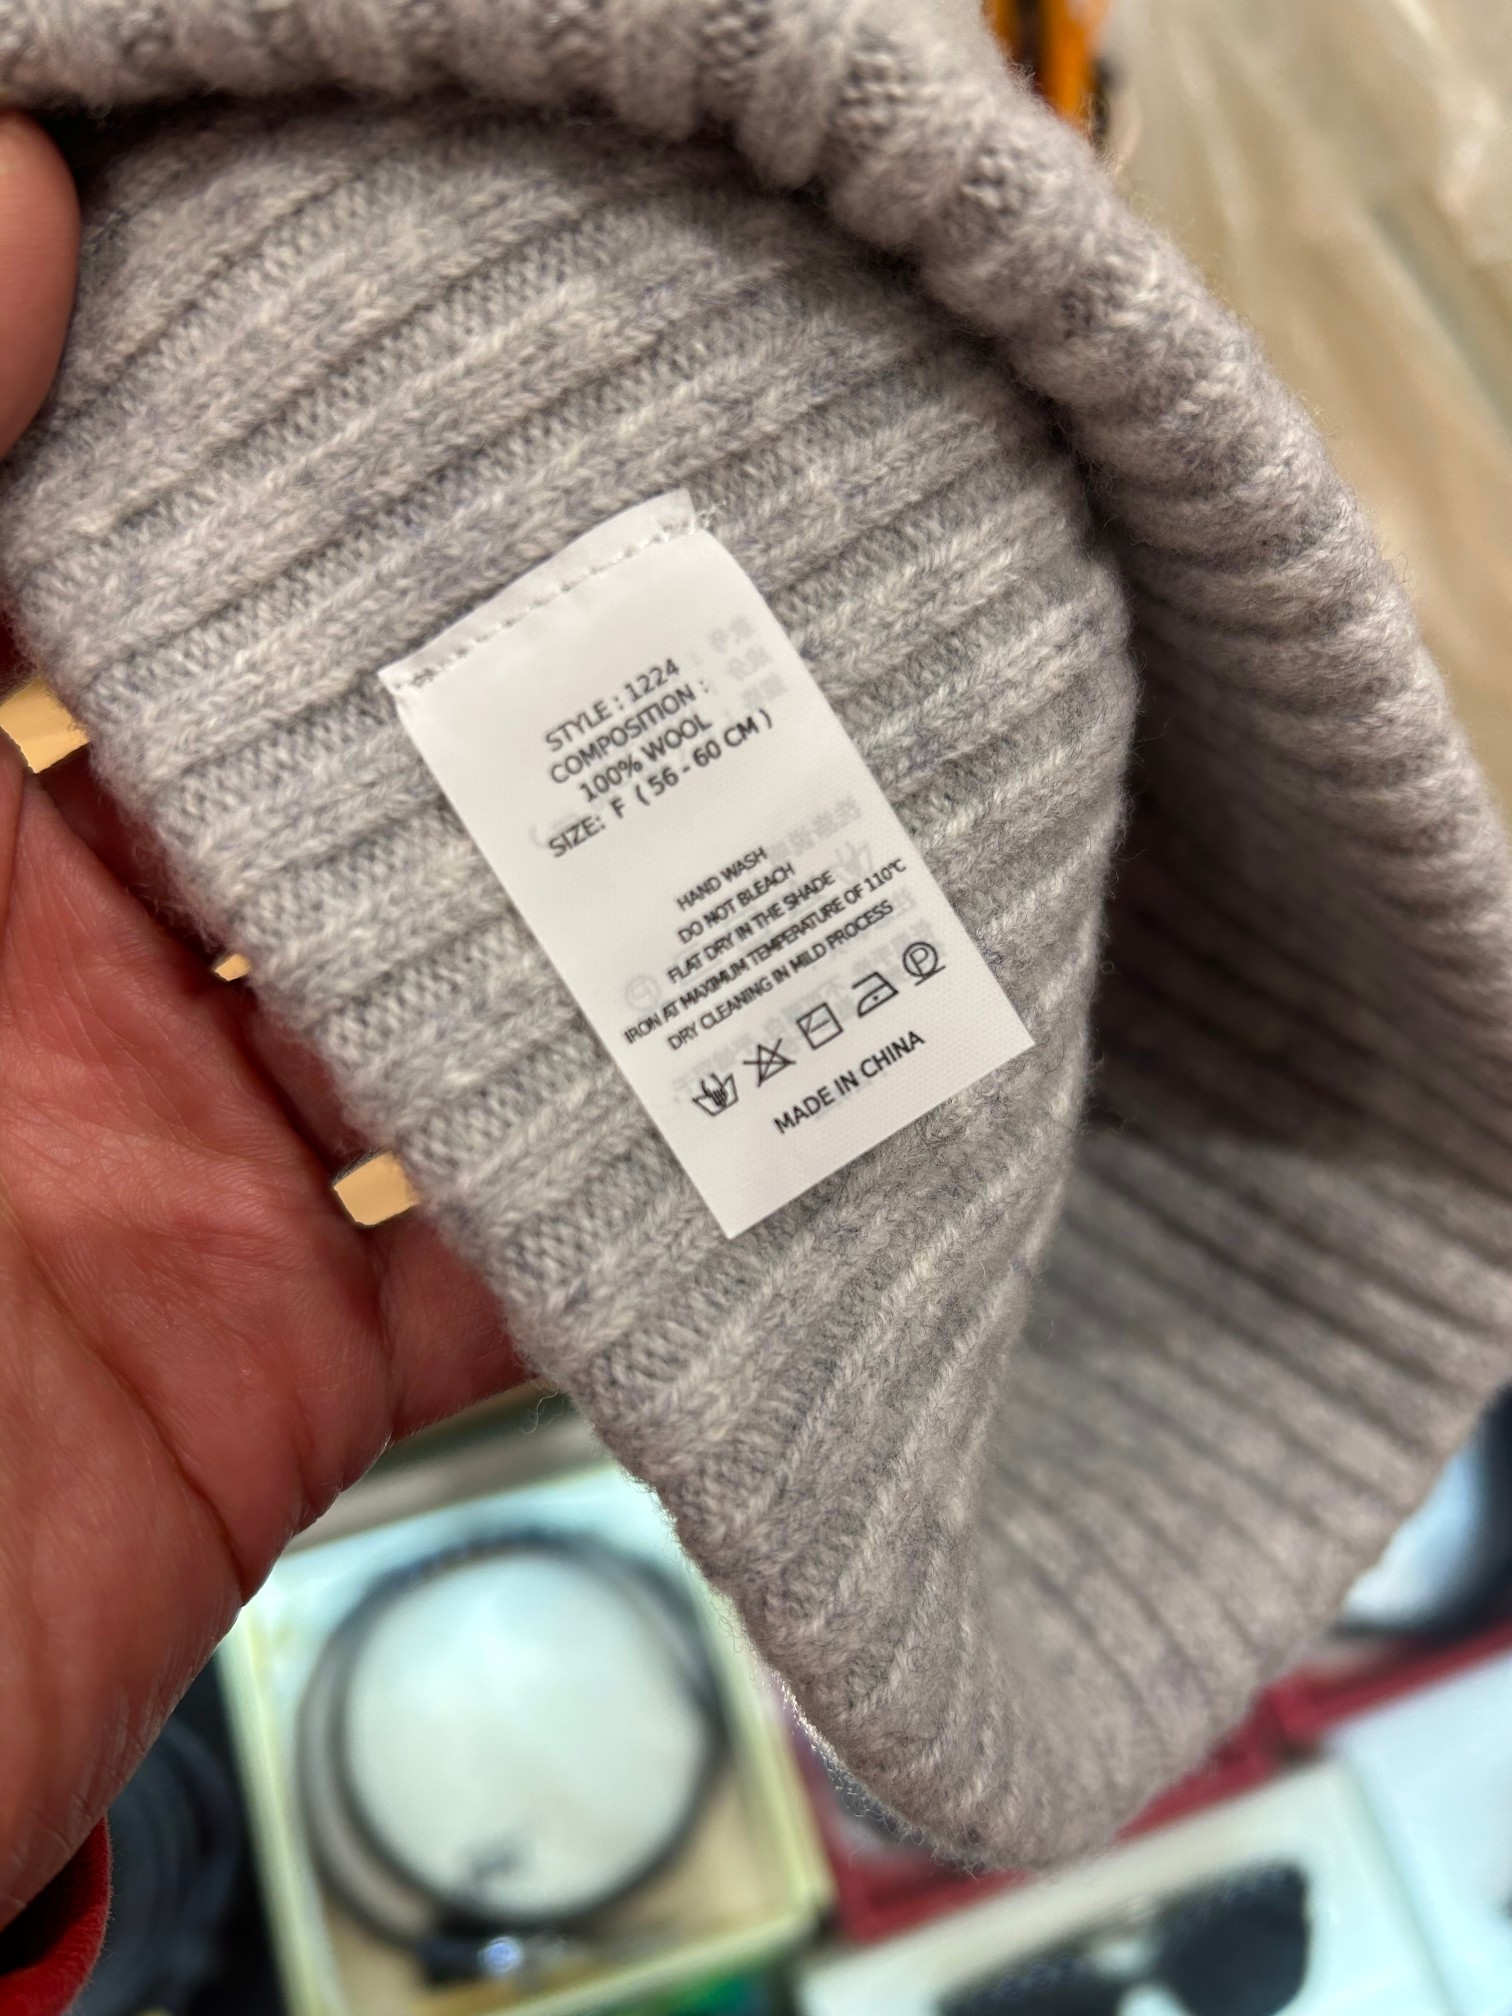 STYLE : 1224
COMPOSITION :
100% WOOL
SIZE: F ( 56 - 60 CM )
HAND WASH
DO NOT BLEACH
FLAT DRY IN THE SHADE
IRON AT MAXIMUM TEMPERATURE OF 110℃
DRY CLEANING IN MILD PROCESS
P
MADE IN CHINA